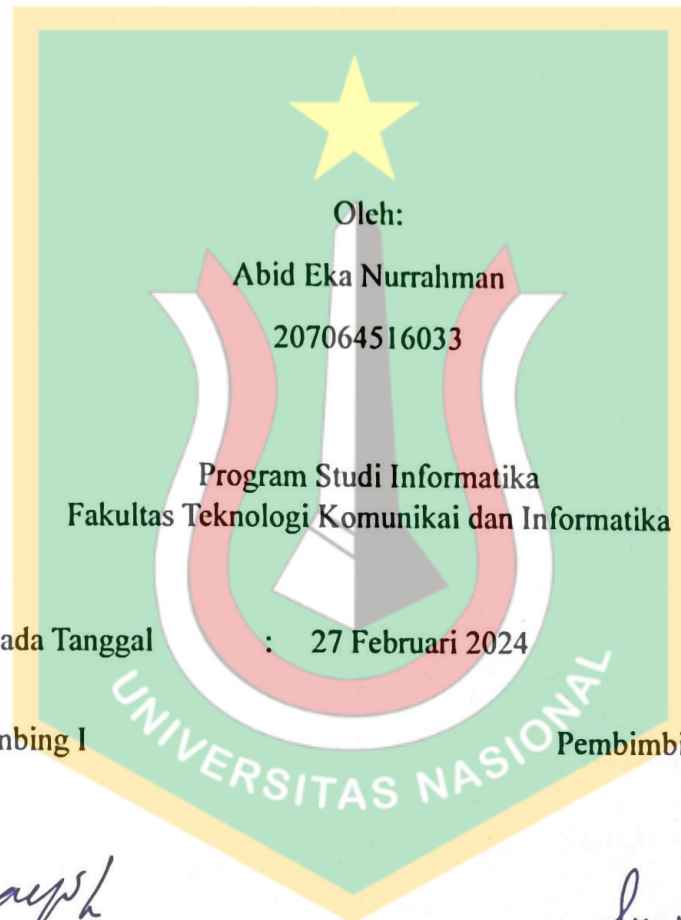 Oleh:
Abid Eka Nurrahman
207064516033
Program Studi Informatika
Fakultas Teknologi Komunikai dan Informatika
ada Tanggal : 27 Februari 2024
nbing I Pembimbi
UNIVERSITAS NASIONAL